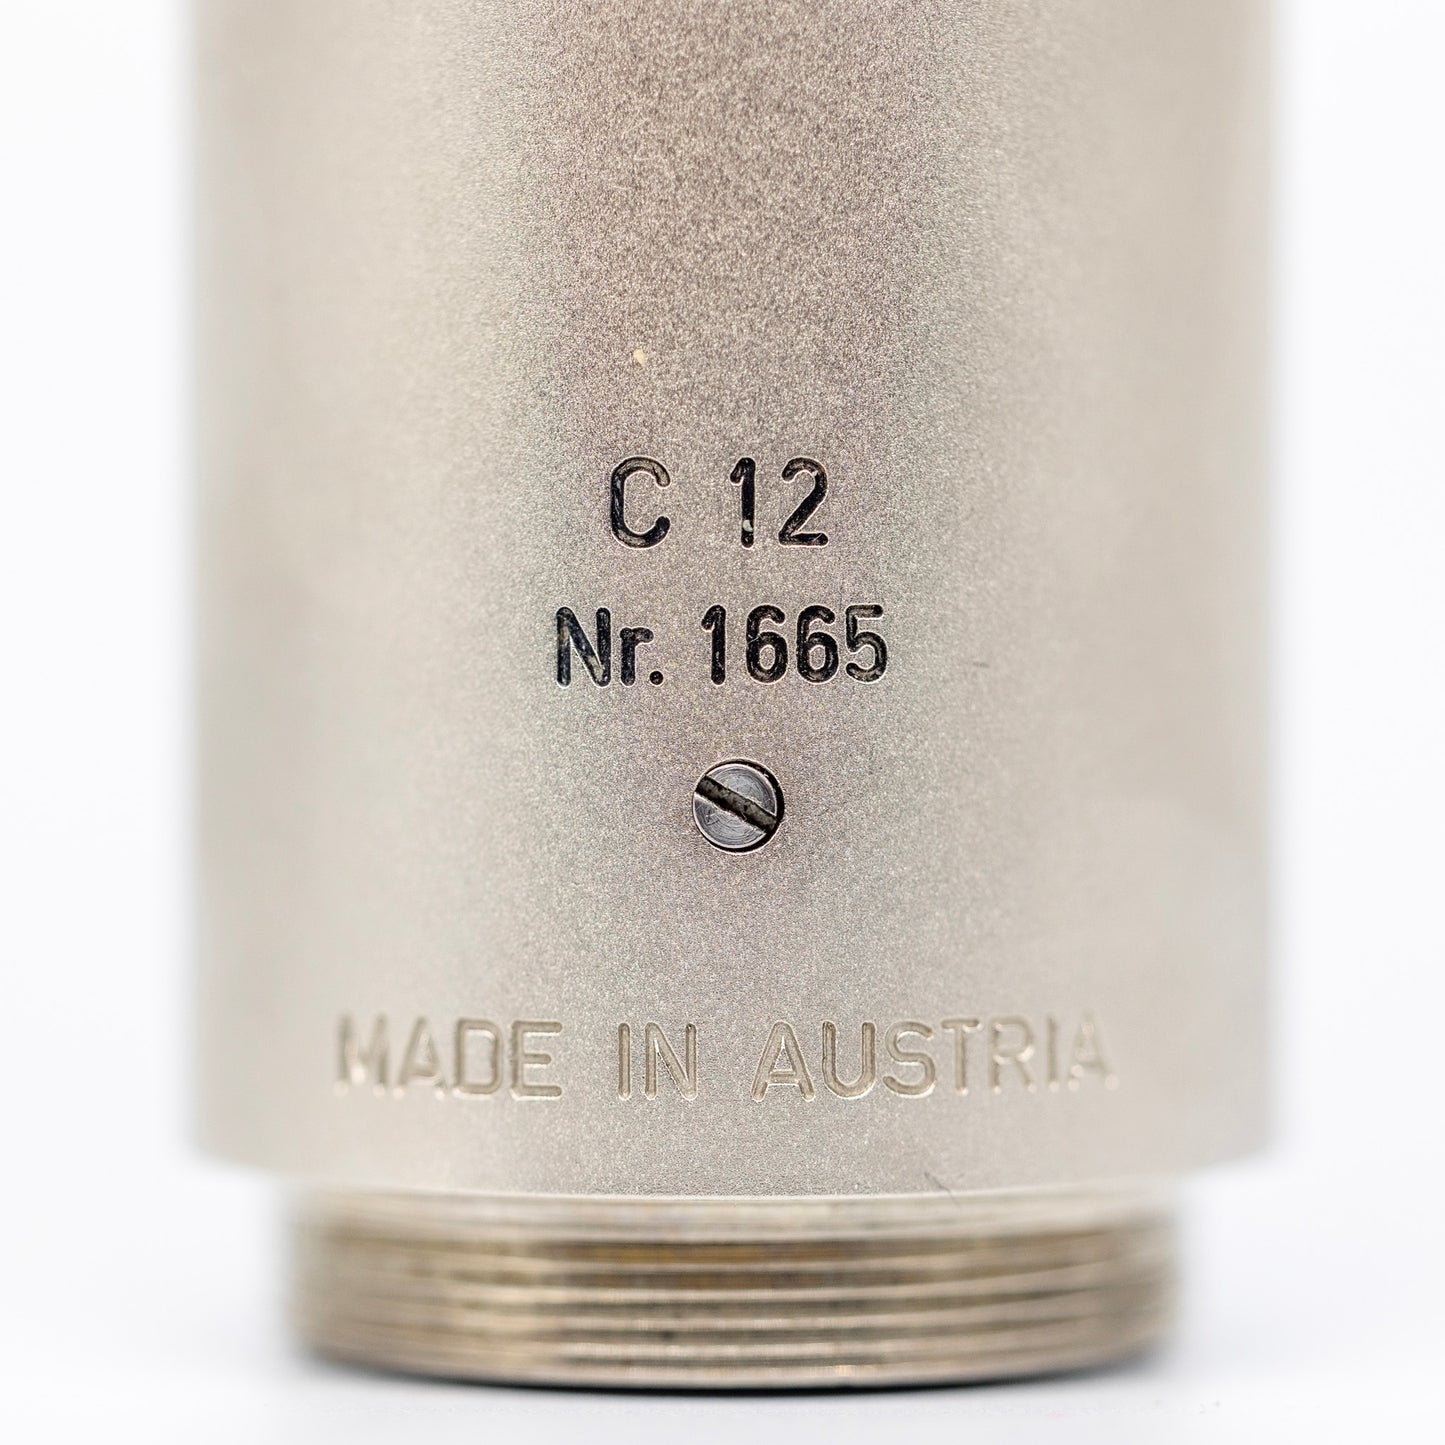 C 12
Nr. 1665
MADE IN AUSTRIA